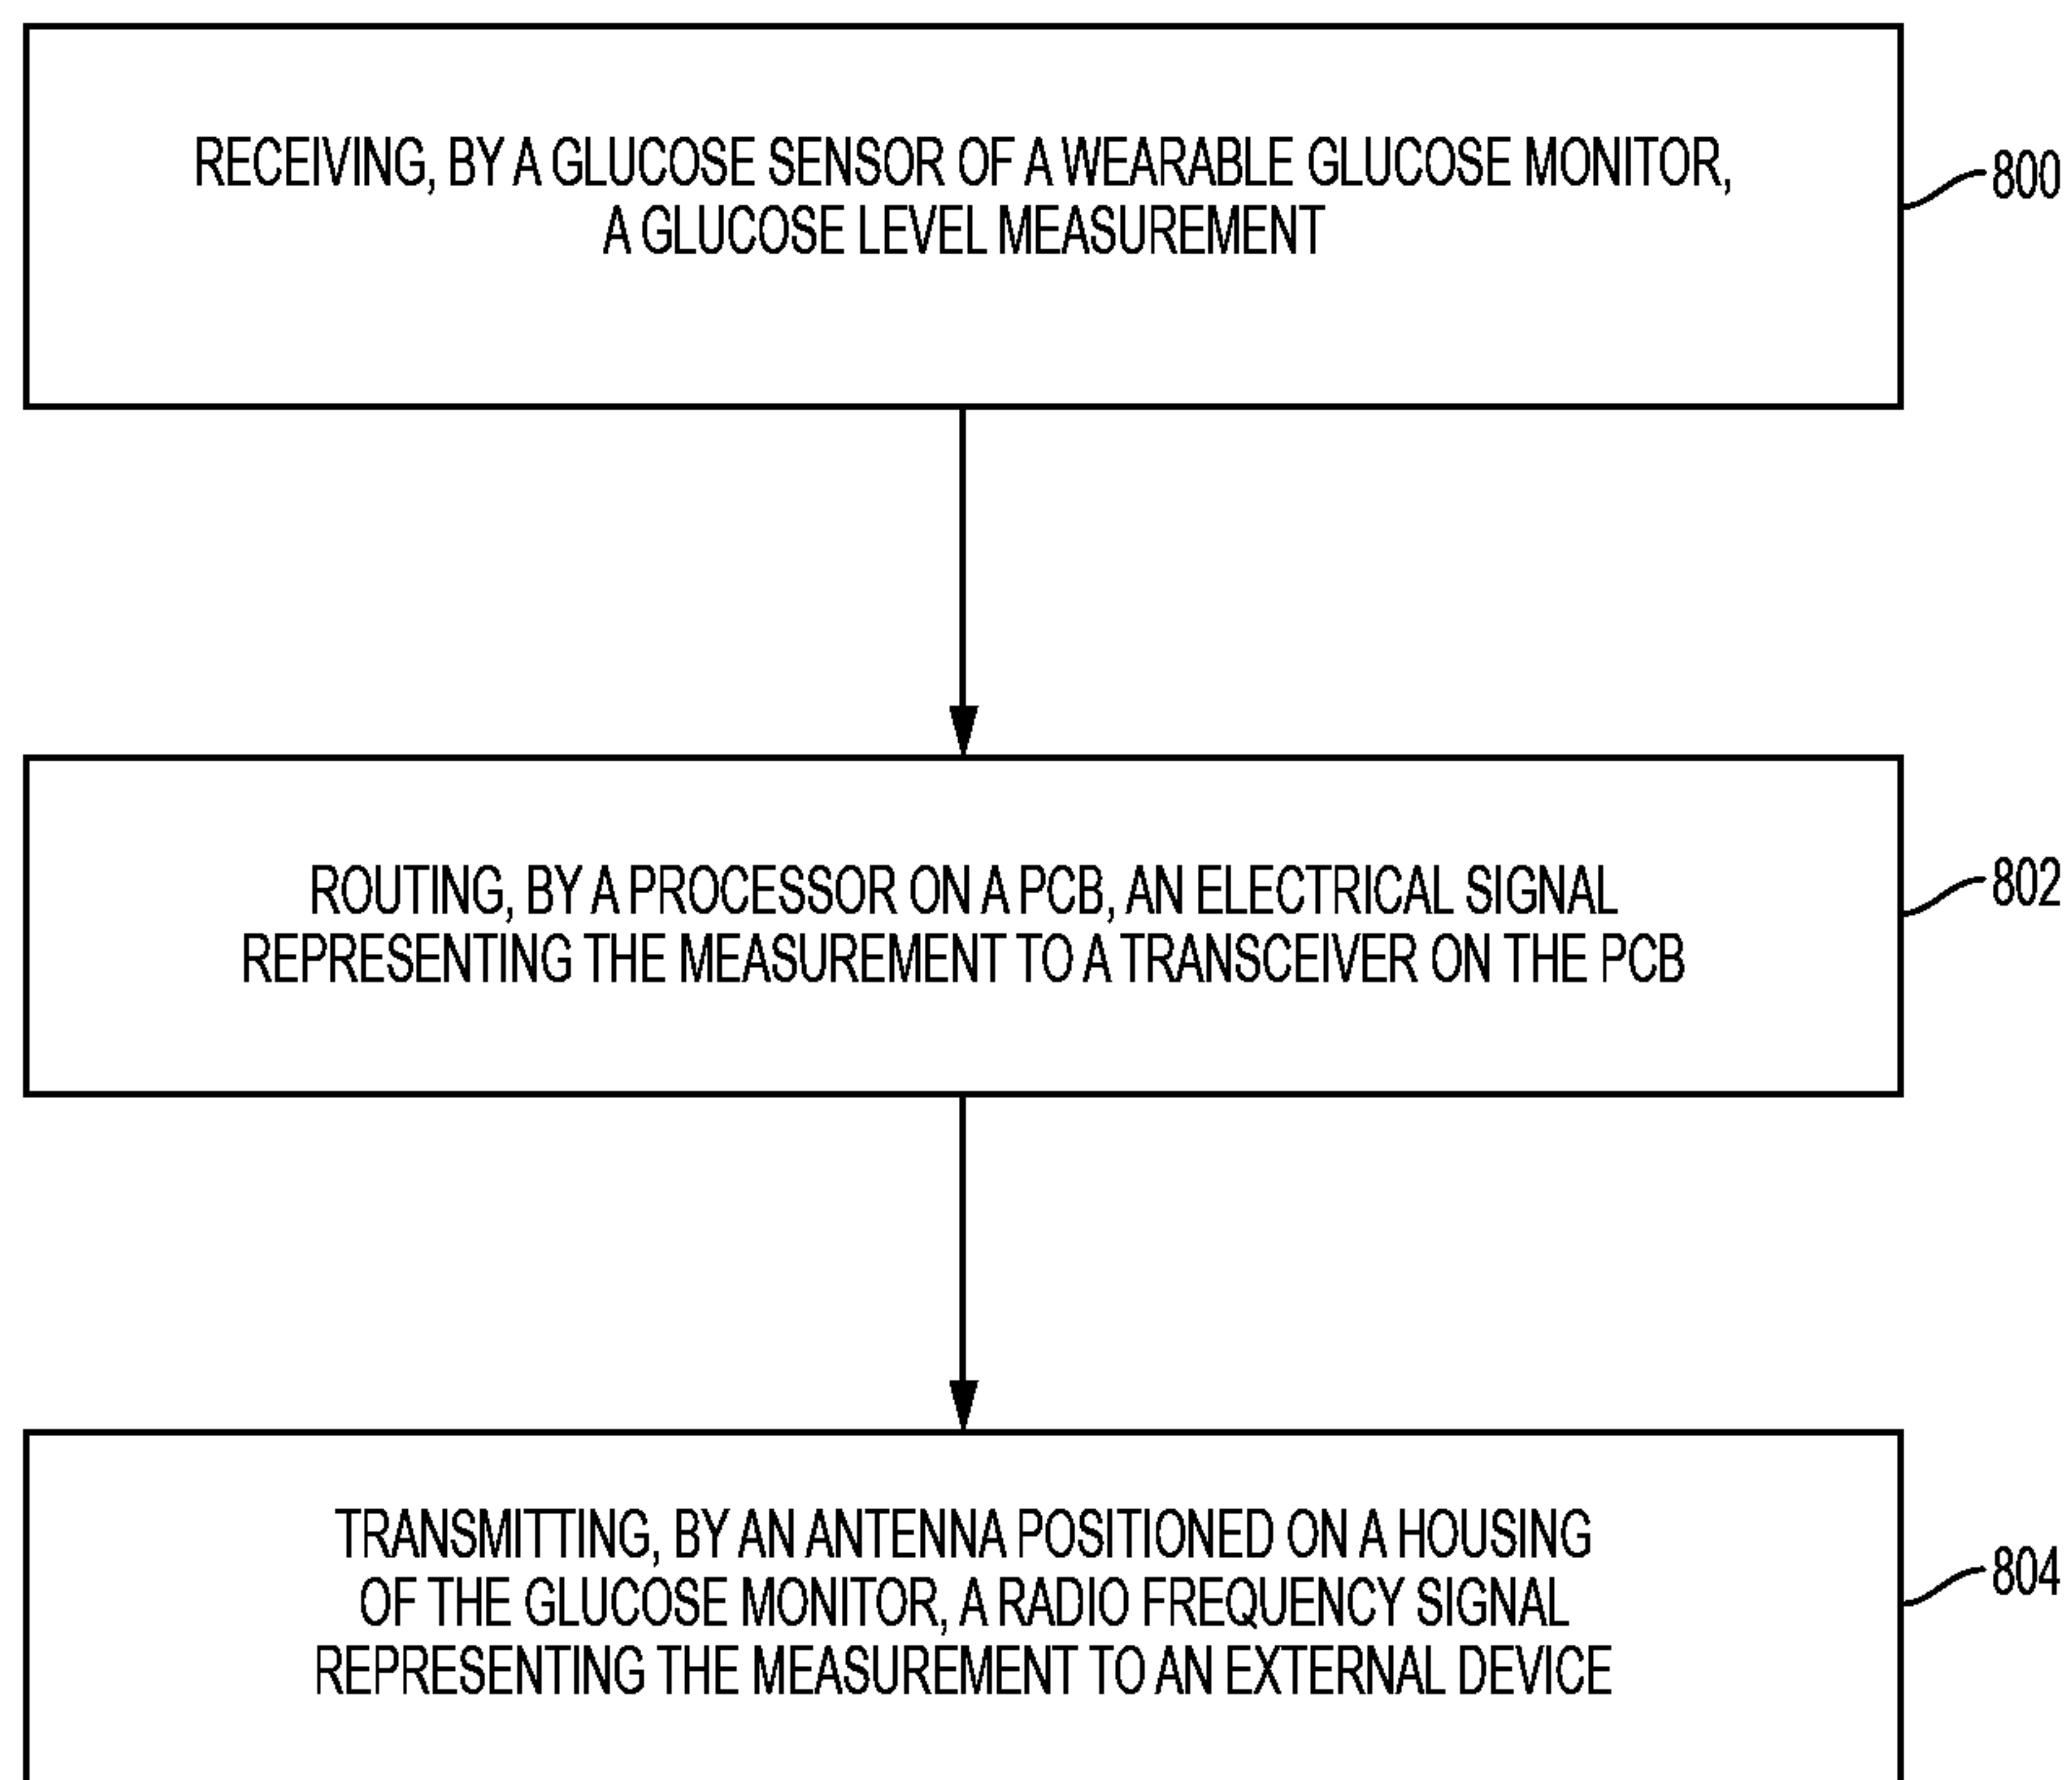 RECEIVING, BY A GLUCOSE SENSOR OF A WEARABLE GLUCOSE MONITOR,
A GLUCOSE LEVEL MEASUREMENT
800
ROUTING, BY A PROCESSOR ON A PCB, AN ELECTRICAL SIGNAL
REPRESENTING THE MEASUREMENT TO A TRANSCEIVER ON THE PCB
802
TRANSMITTING, BY AN ANTENNA POSITIONED ON A HOUSING
OF THE GLUCOSE MONITOR, A RADIO FREQUENCY SIGNAL
REPRESENTING THE MEASUREMENT TO AN EXTERNAL DEVICE
804